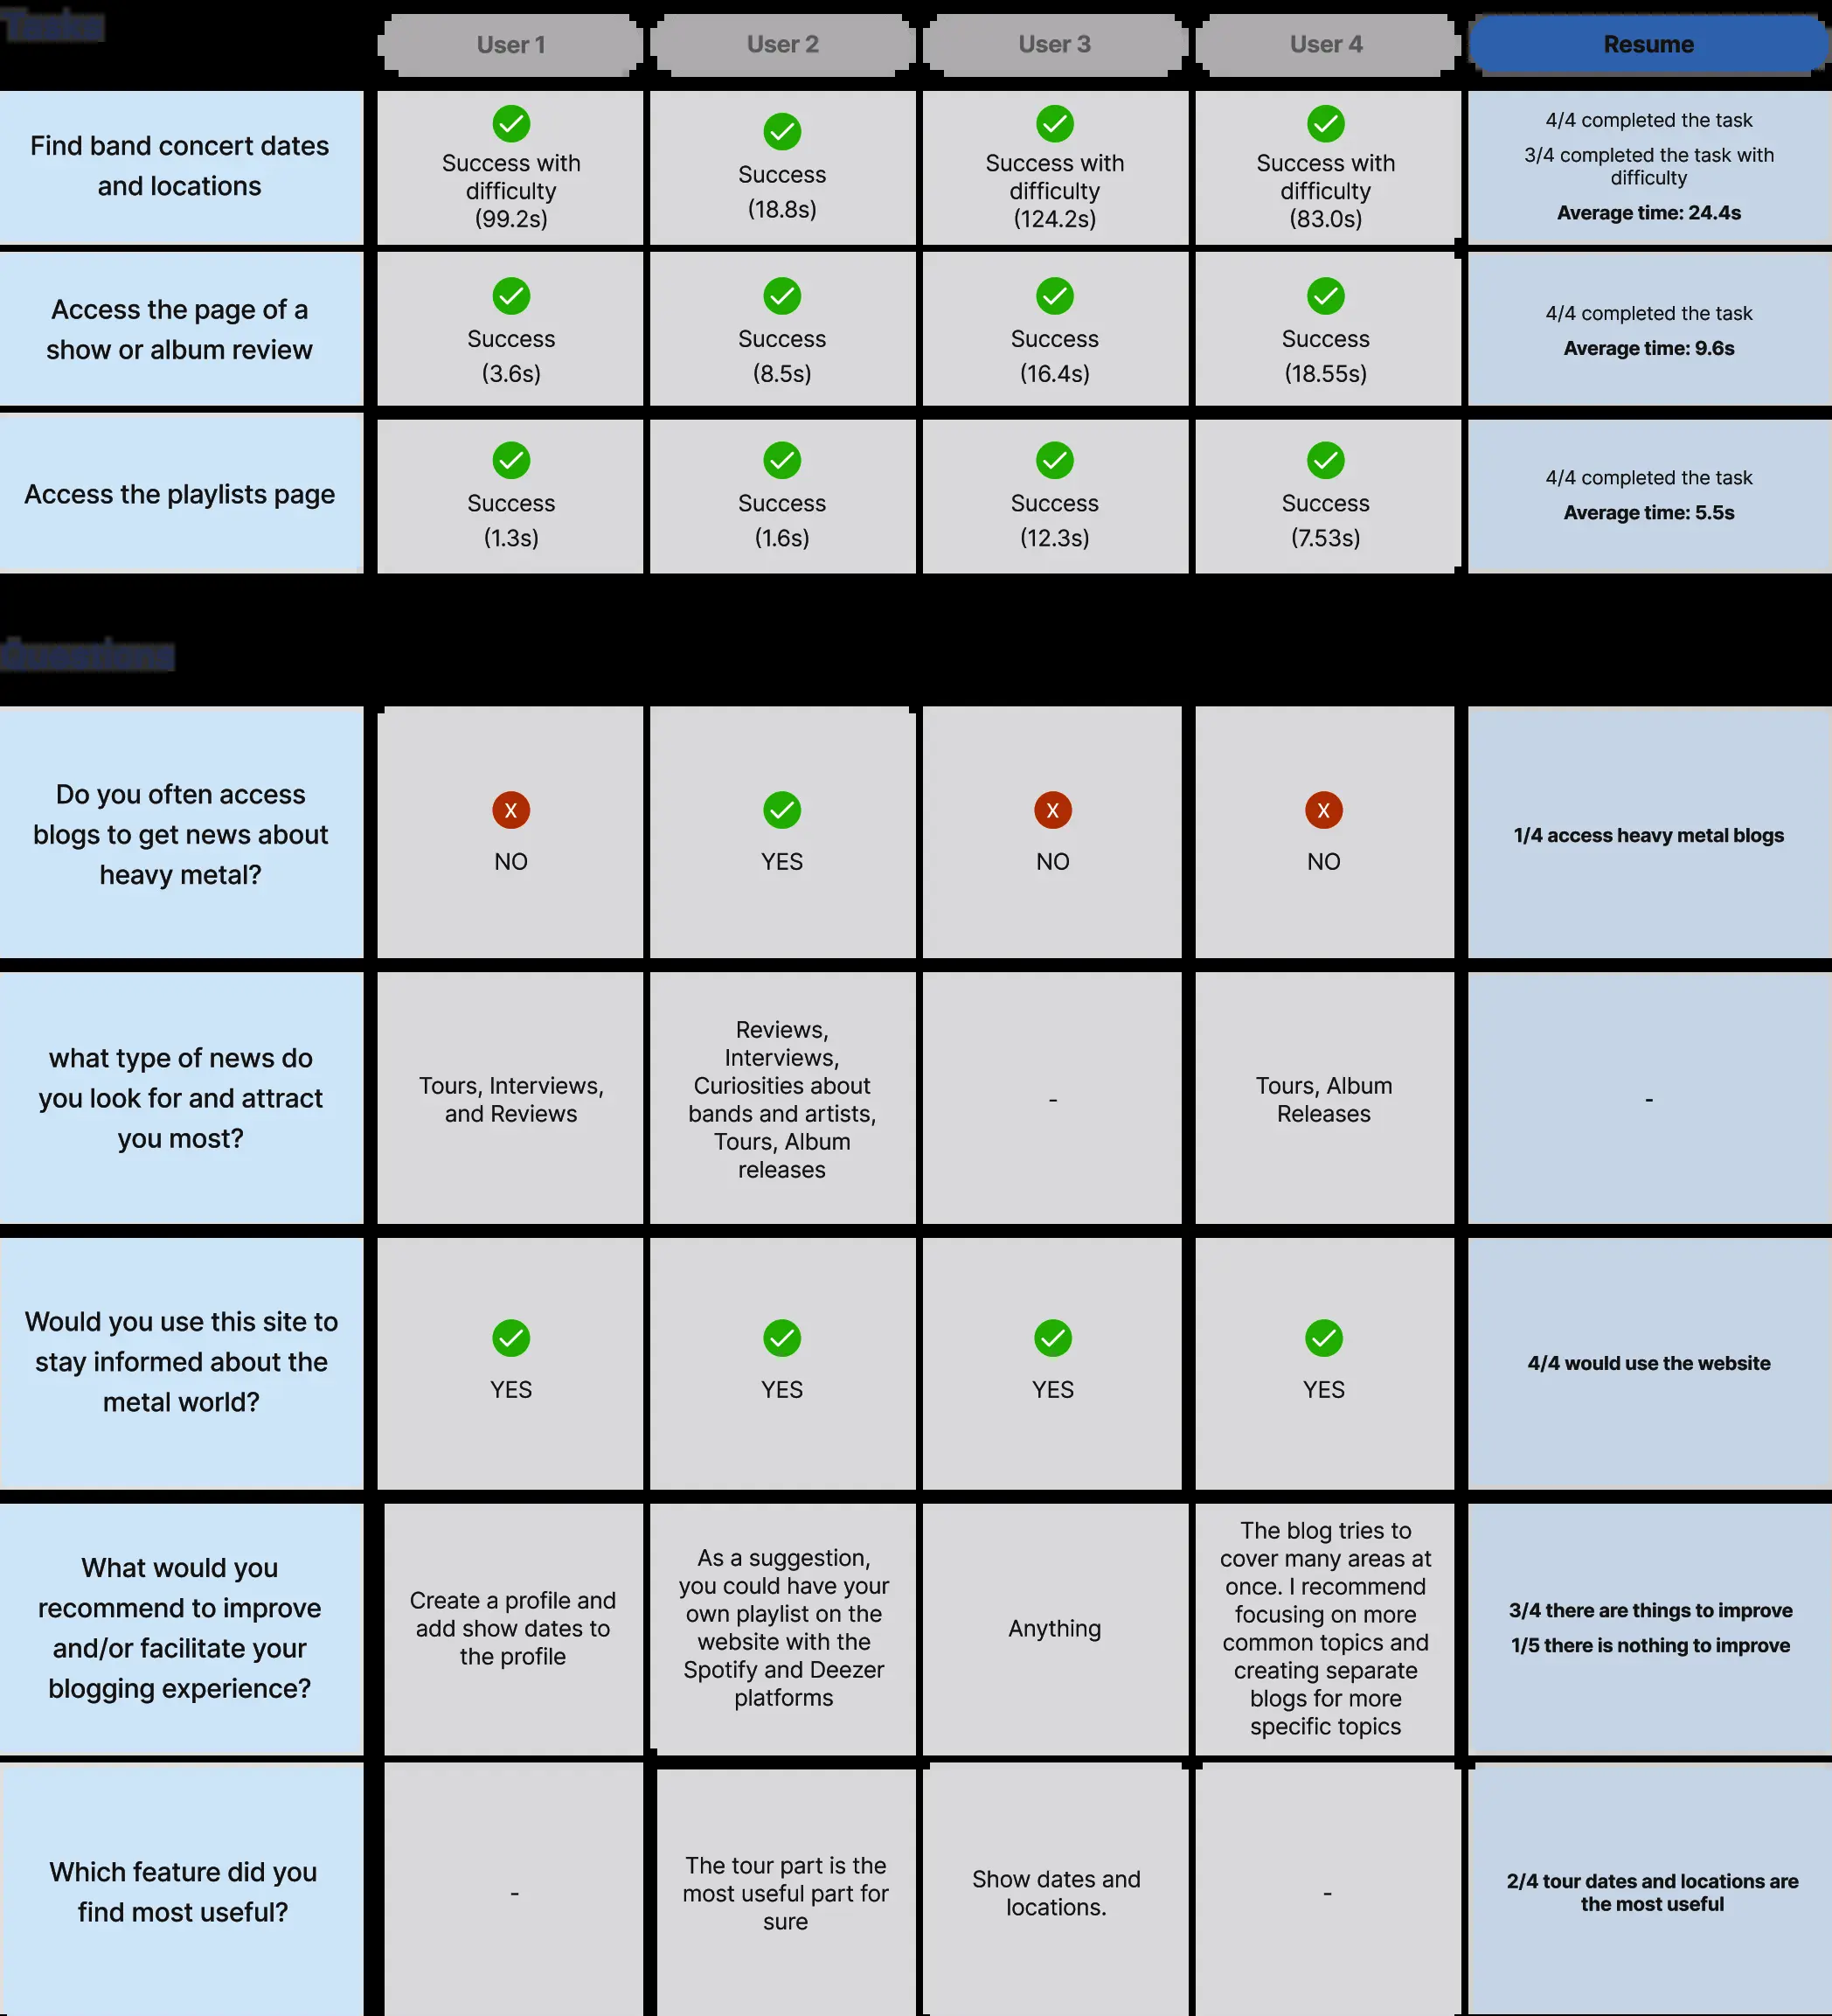 Tasks
User 1
User 2
User 3
User 4
Resume
Find band concert dates
and locations
Success with
difficulty
(99.2s)
Success
(18.8s)
Success with
difficulty
(124.2s)
Success with
difficulty
(83.0s)
4/4 completed the task
3/4 completed the task with
difficulty
Average time: 24.4s
Access the page of a
show or album review
Success
(3.6s)
Success
(8.5s)
Success
(16.4s)
Success
(18.55s)
4/4 completed the task
Average time: 9.6s
Access the playlists page
Success
(1.3s)
Success
(1.6s)
Success
(12.3s)
Success
(7.53s)
4/4 completed the task
Average time: 5.5s
Questions
Do you often access
blogs to get news about
heavy metal?
X
NO
YES
X
NO
X
NO
1/4 access heavy metal blogs
what type of news do
you look for and attract
you most?
Tours, Interviews,
and Reviews
Reviews,
Interviews,
Curiosities about
bands and artists,
Tours, Album
releases
-
Tours, Album
Releases
-
Would you use this site to
stay informed about the
metal world?
YES
YES
YES
YES
4/4 would use the website
What would you
recommend to improve
and/or facilitate your
blogging experience?
Create a profile and
add show dates to
the profile
As a suggestion,
you could have your
own playlist on the
website with the
Spotify and Deezer
platforms
Anything
The blog tries to
cover many areas at
once. I recommend
focusing on more
common topics and
creating separate
blogs for more
specific topics
3/4 there are things to improve
1/5 there is nothing to improve
Which feature did you
find most useful?
-
The tour part is the
most useful part for
sure
Show dates and
locations.
-
2/4 tour dates and locations are
the most useful